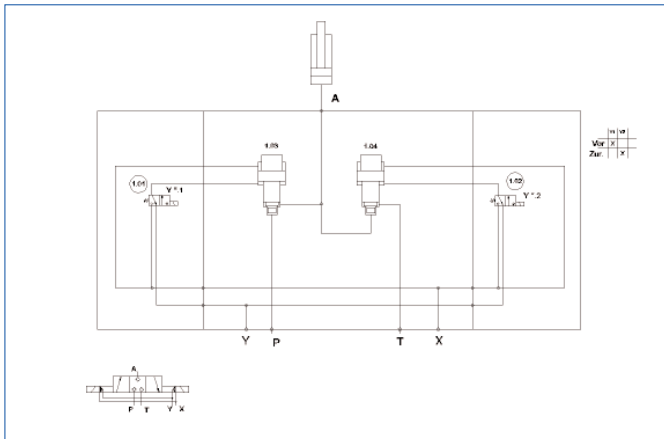 A
1.03
1.04
Y1 Y2
Vor X
Zur. X
1.01
Y*.1
1.02
Y*.2
Y P T X
A
P T Y X